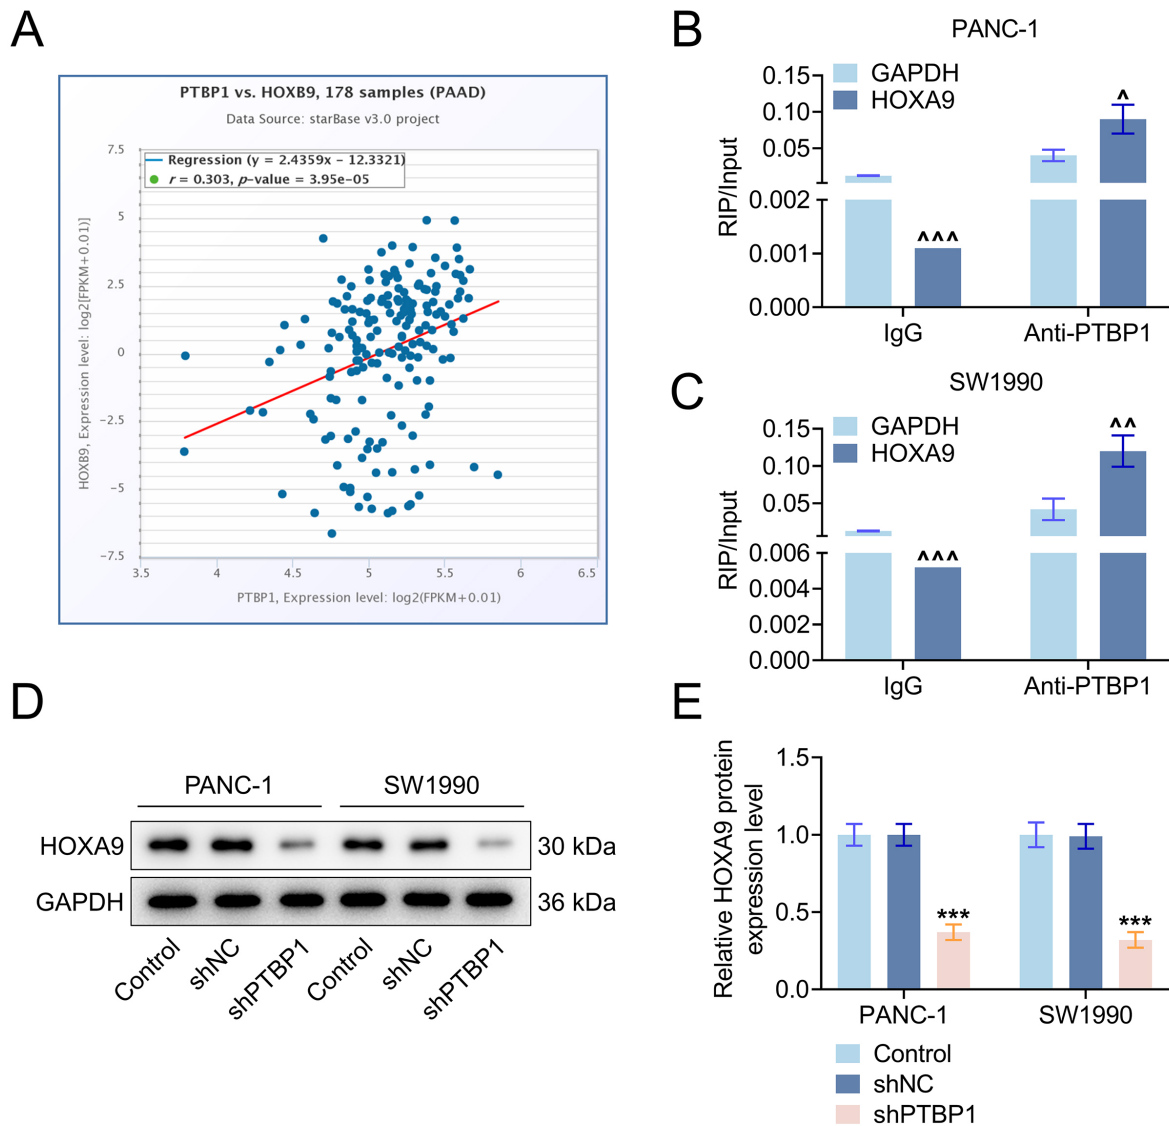 A
PTBP1 vs. HOXB9, 178 samples (PAAD)
Data Source: starBase v3.0 project
Regression (y = 2.4359x − 12.3321)
r = 0.303, p-value = 3.95e-05
HOXB9, Expression level: log2[FPKM+0.01)]
7.5
5
2.5
0
−2.5
−5
−7.5
3.5 4 4.5 5 5.5 6 6.5
PTBP1, Expression level: log2(FPKM+0.01)
B
PANC-1
GAPDH
HOXA9
RIP/Input
0.15
0.10
0.05
0.002
0.001
0.000
^^^
^
IgG Anti-PTBP1
C
SW1990
GAPDH
HOXA9
RIP/Input
0.15
0.10
0.05
0.006
0.004
0.002
0.000
^^^
^^
IgG Anti-PTBP1
D
PANC-1 SW1990
HOXA9 30 kDa
GAPDH 36 kDa
Control shNC shPTBP1 Control shNC shPTBP1
E
Relative HOXA9 protein
expression level
1.5
1.0
0.5
0.0
*** ***
PANC-1 SW1990
Control
shNC
shPTBP1